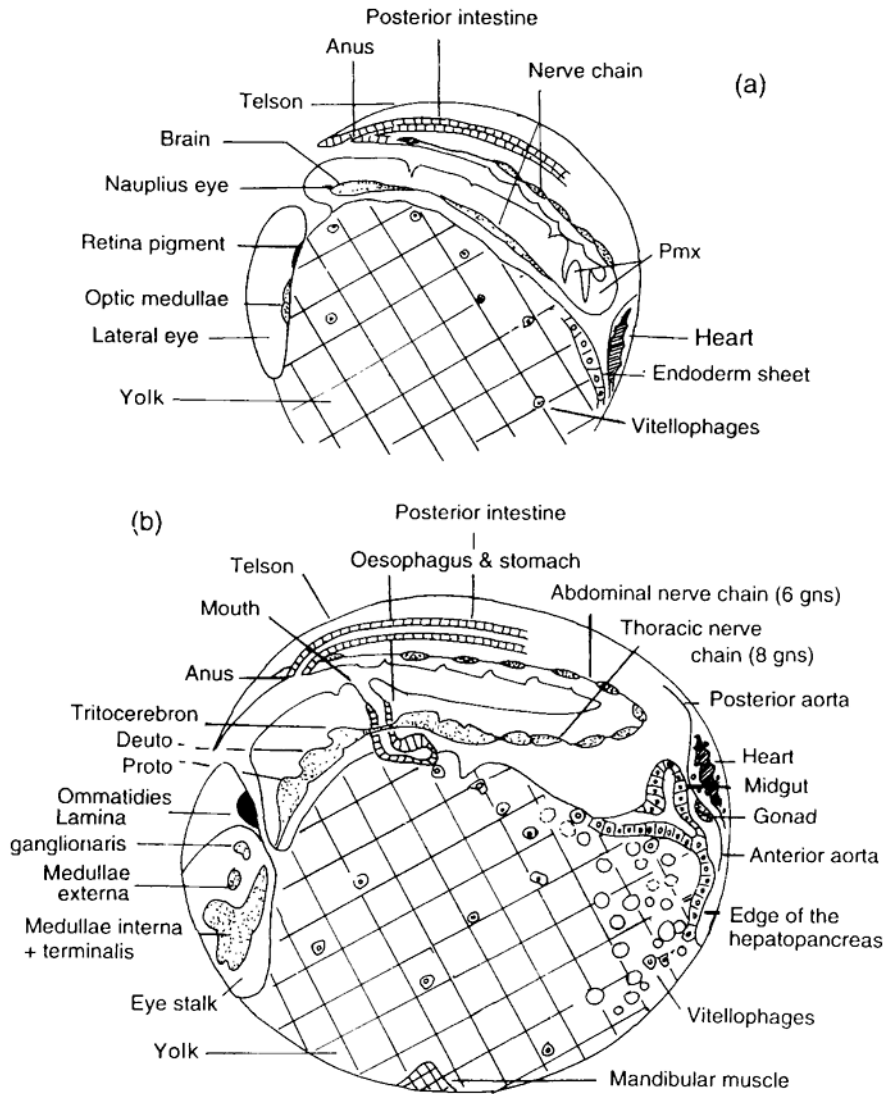 Posterior intestine
Anus
Nerve chain
(a)
Telson
Brain
Nauplius eye
Retina pigment
Pmx
Optic medullae
Lateral eye
Heart
Endoderm sheet
Yolk
Vitellophages
(b)
Posterior intestine
Oesophagus & stomach
Telson
Abdominal nerve chain (6 gns)
Mouth
Thoracic nerve
chain (8 gns)
Anus
Posterior aorta
Tritocerebron
Deuto
Proto
Heart
Midgut
Ommatidies
Lamina
Gonad
ganglionaris
Anterior aorta
Medullae
externa
Medullae interna
+ terminalis
Edge of the
hepatopancreas
Eye stalk
Vitellophages
Yolk
Mandibular muscle